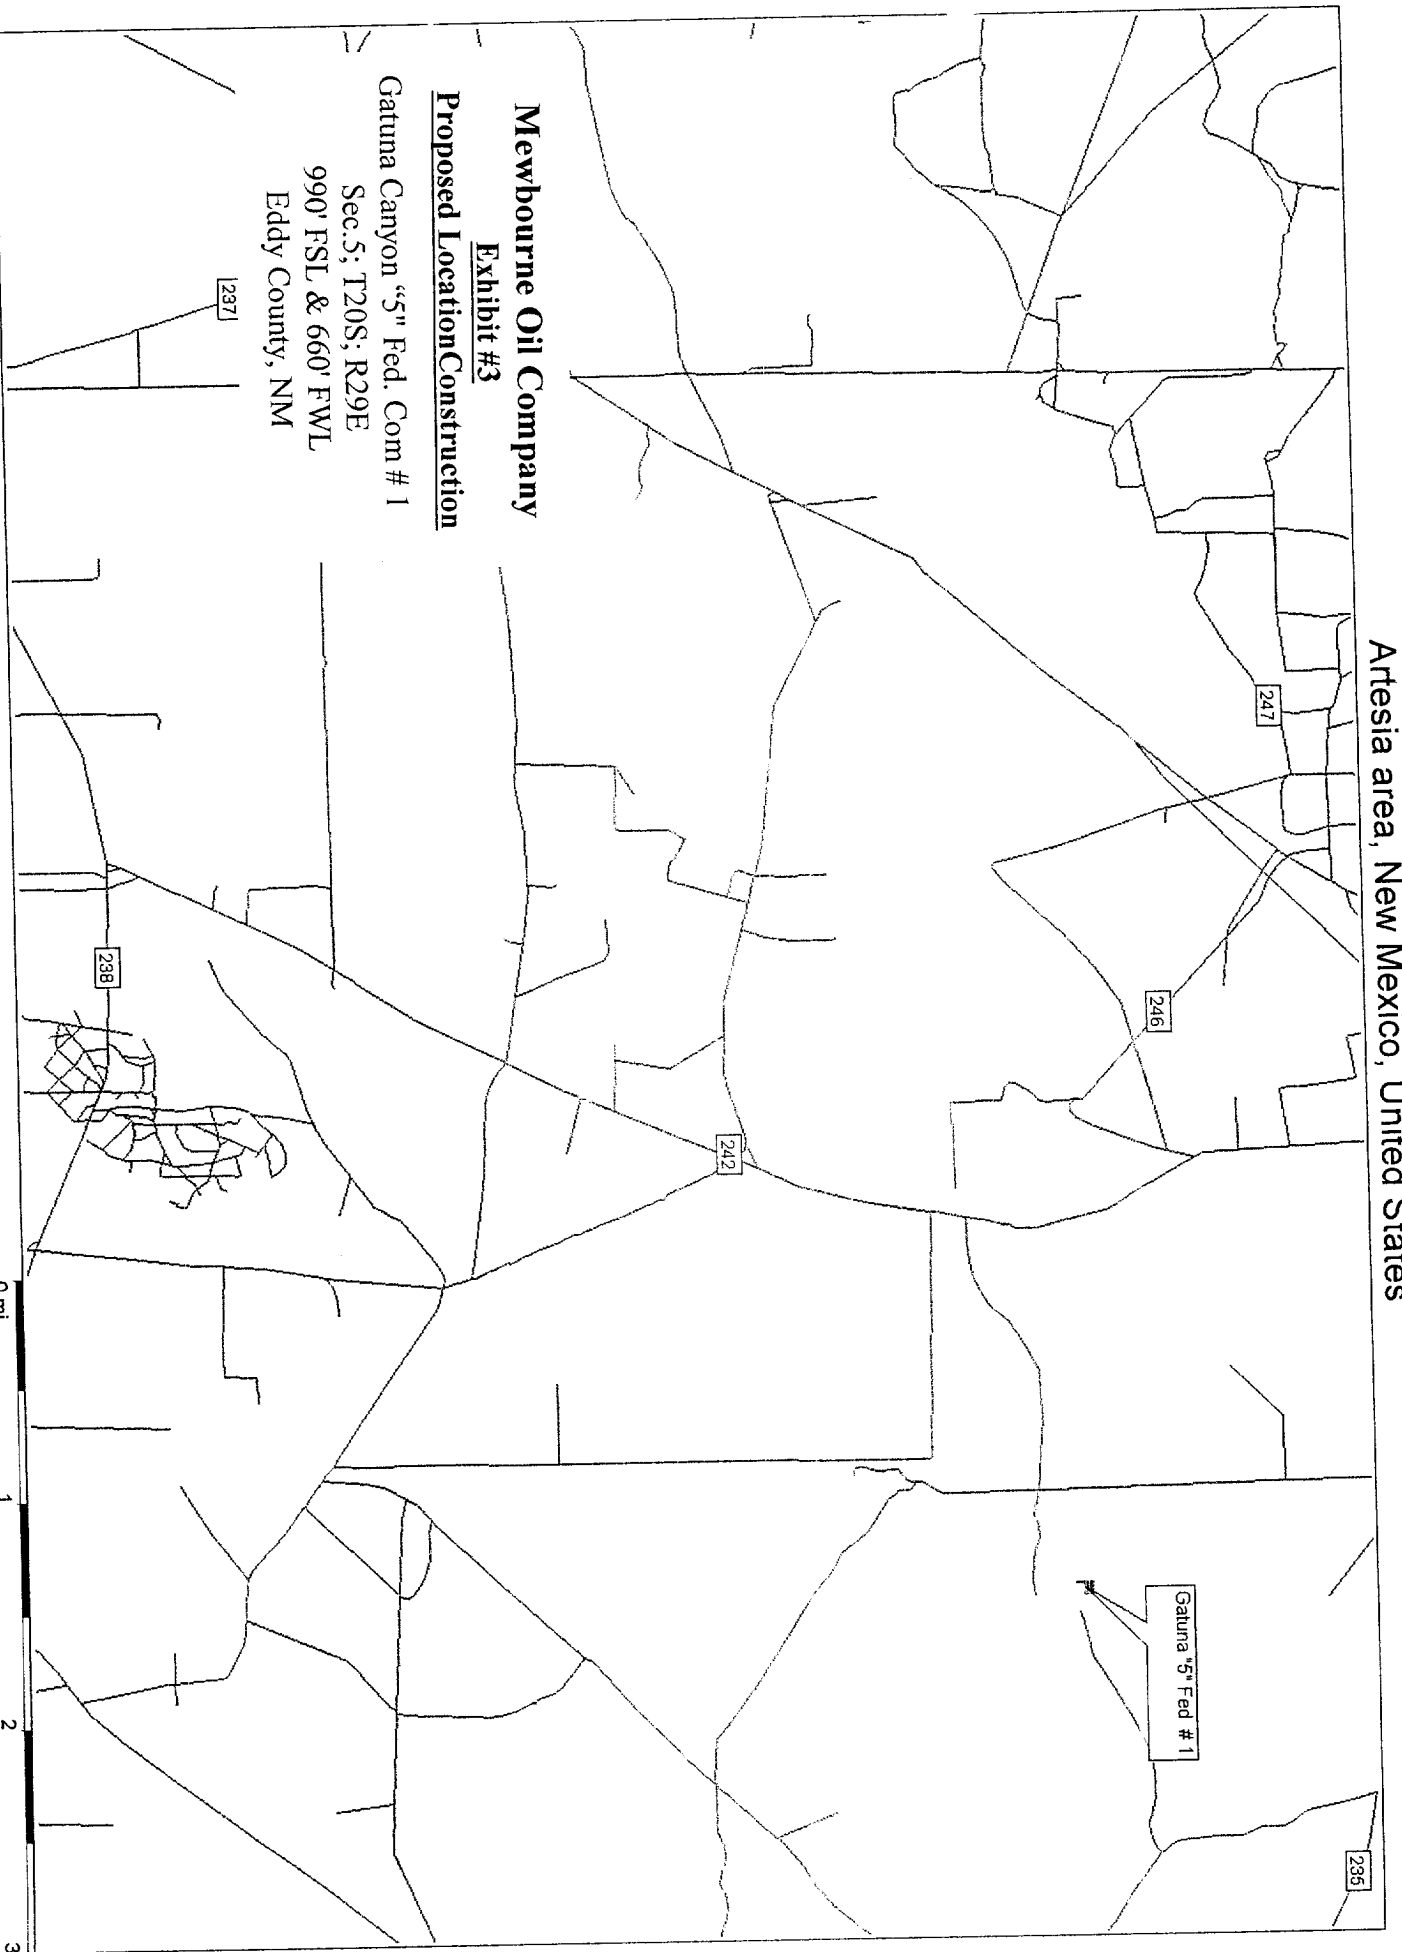 Artesia area, New Mexico, United States
Mewbourne Oil Company
Exhibit #3
Proposed LocationConstruction
Gatuna Canyon “5" Fed. Com # 1
Sec.5; T20S; R29E
990' FSL & 660' FWL
Eddy County, NM
247
246
Gatuna "5" Fed # 1
235
242
237
238
0 mi
1
2
3